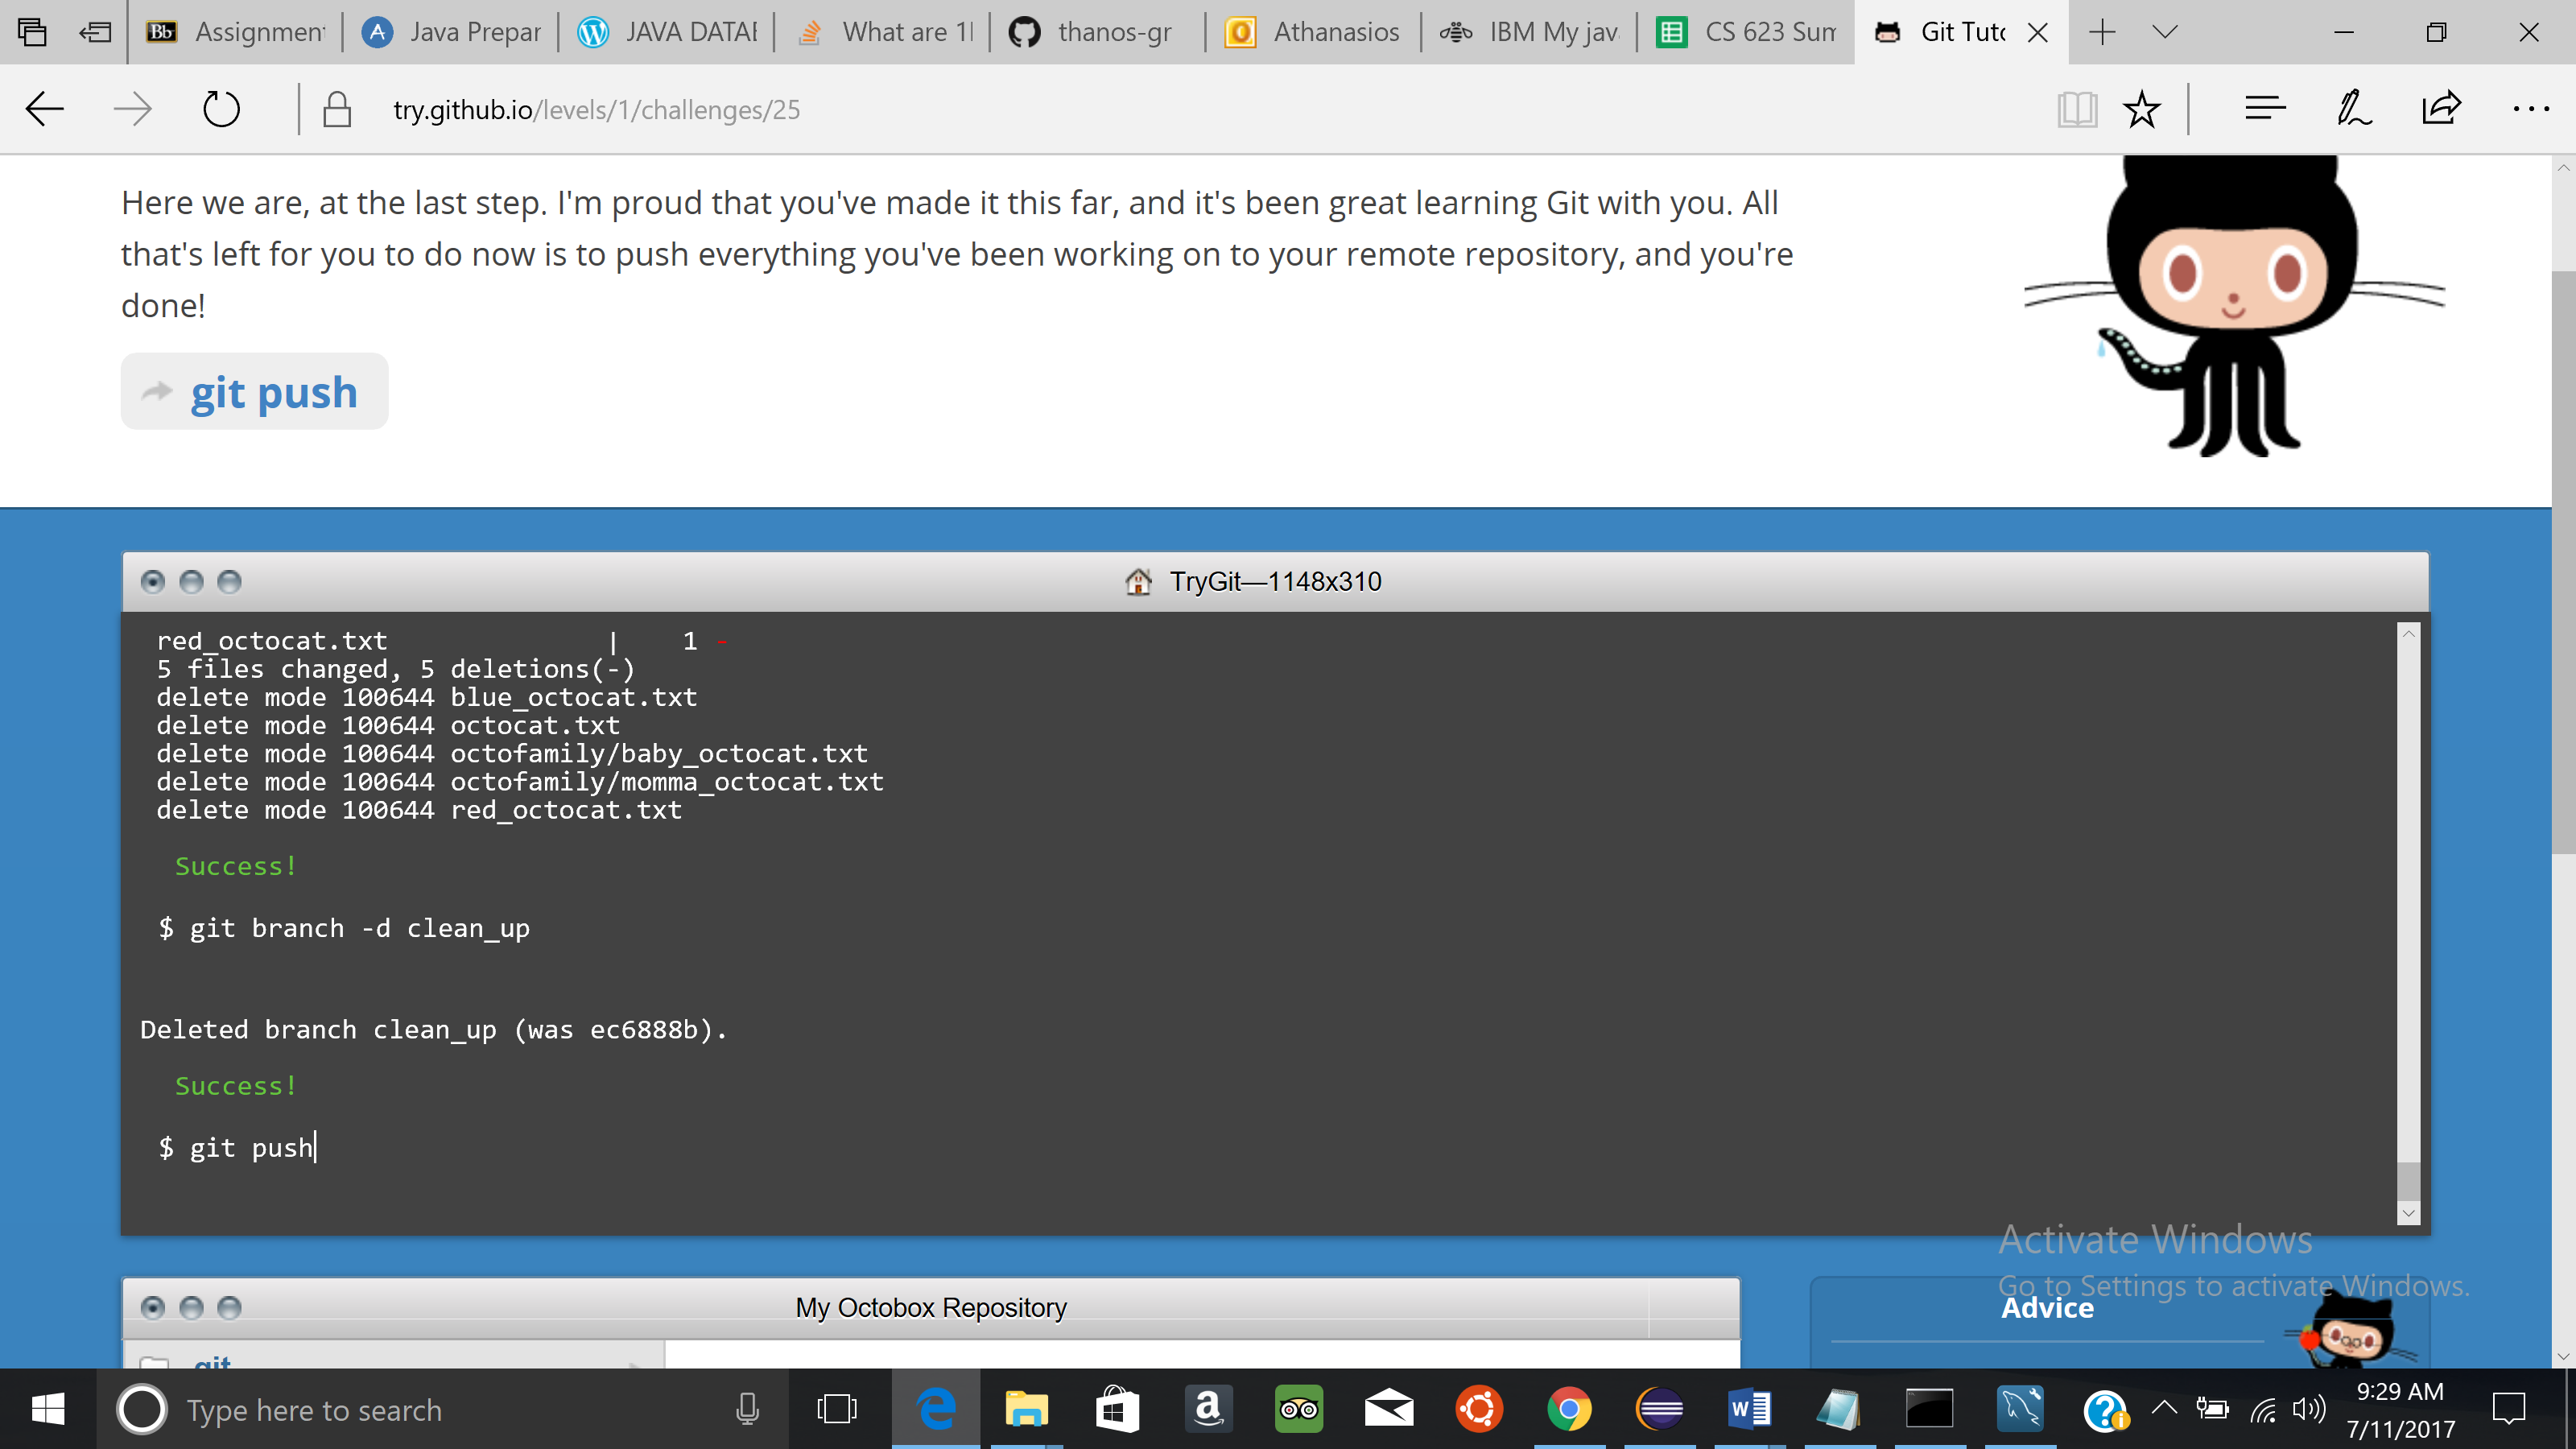 Bb Assignment
A Java Prepar
JAVA DATAB
What are 1
thanos-gr
Athanasios
IBM My jav
CS 623 Sum
Git Tuto
try.github.io/levels/1/challenges/25
Here we are, at the last step. I'm proud that you've made it this far, and it's been great learning Git with you. All
that's left for you to do now is to push everything you've been working on to your remote repository, and you're
done!
git push
TryGit—1148x310
red_octocat.txt | 1 -
5 files changed, 5 deletions(-)
delete mode 100644 blue_octocat.txt
delete mode 100644 octocat.txt
delete mode 100644 octofamily/baby_octocat.txt
delete mode 100644 octofamily/momma_octocat.txt
delete mode 100644 red_octocat.txt
Success!
$ git branch -d clean_up
Deleted branch clean_up (was ec6888b).
Success!
$ git push
Activate Windows
Go to Settings to activate Windows.
My Octobox Repository
Advice
.git
Type here to search
9:29 AM
7/11/2017